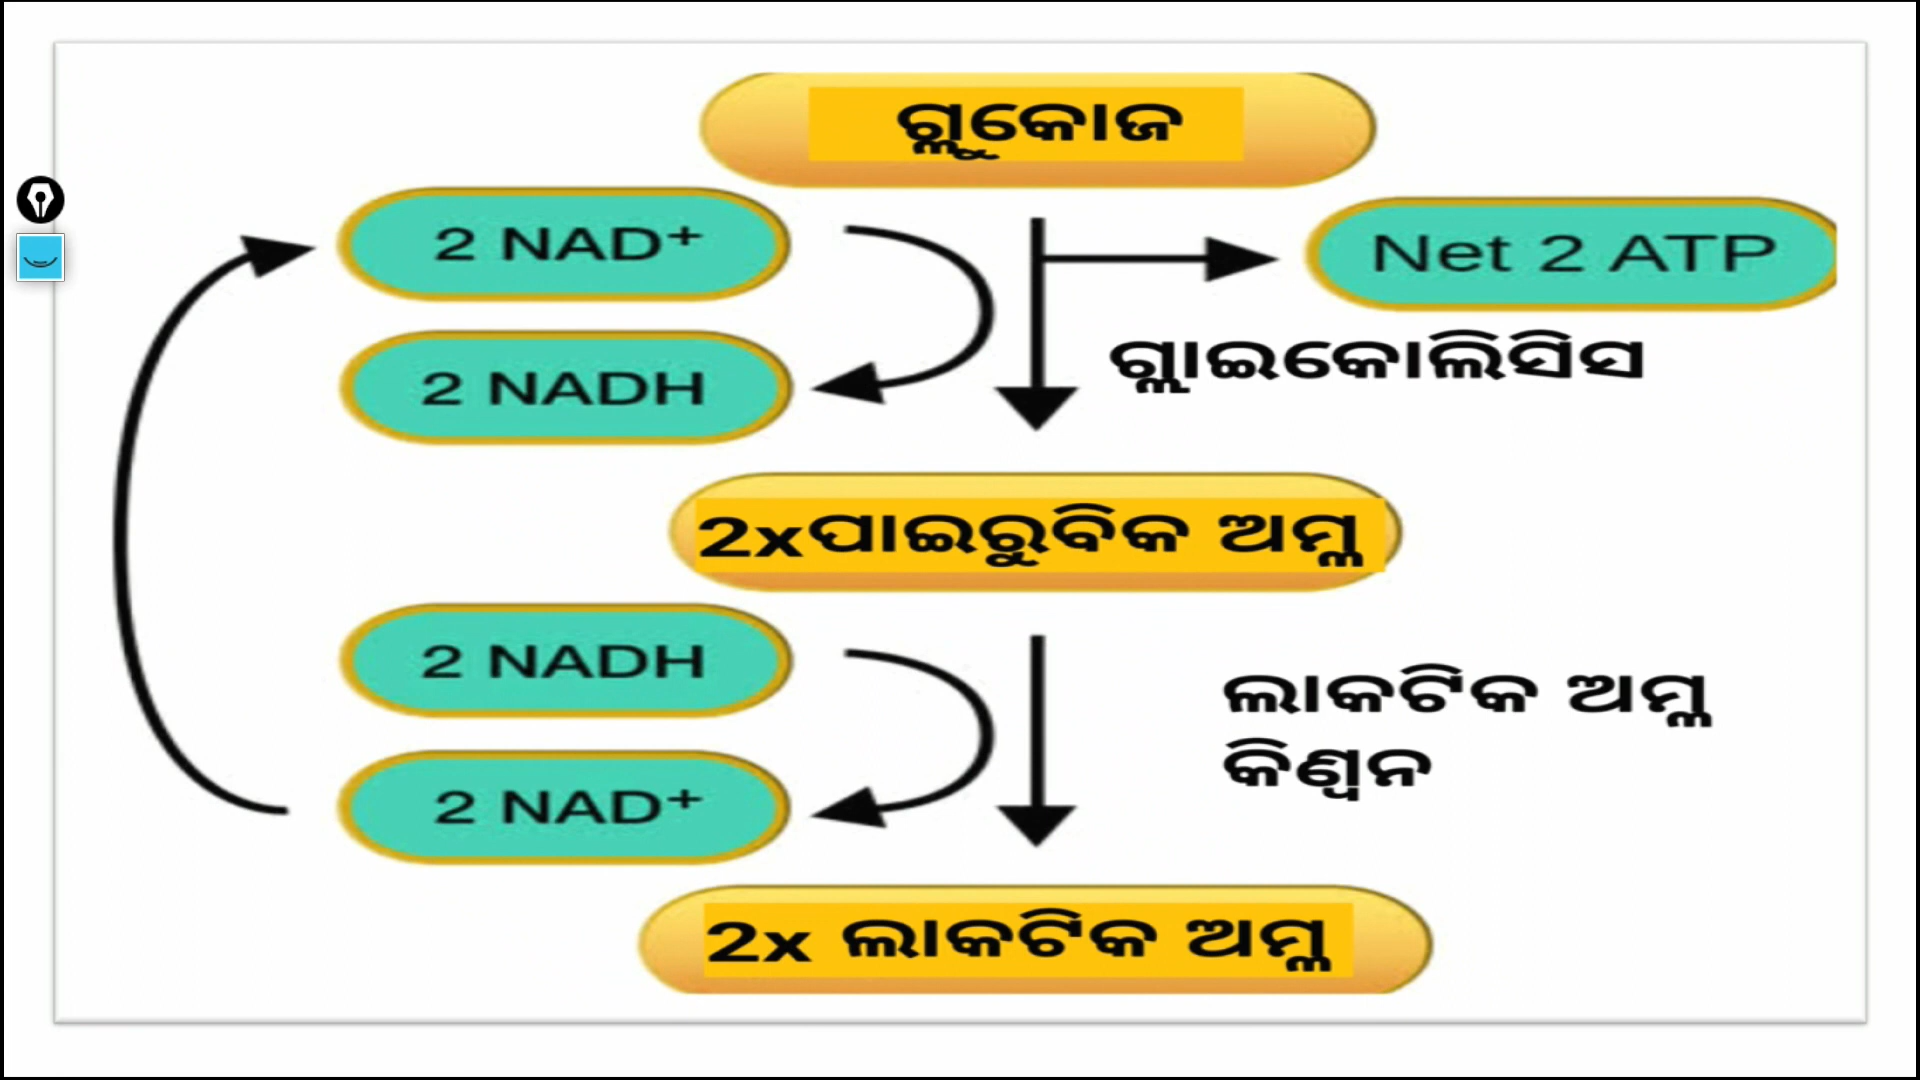 ଗ୍ଲୁକୋଜ
2 NAD⁺
Net 2 ATP
2 NADH
ଗ୍ଲାଇକୋଲିସିସ
2xପାଇରୁବିକ ଅମ୍ଳ
2 NADH
ଲାକଟିକ ଅମ୍ଳ
କିଣ୍ୱନ
2 NAD⁺
2x ଲାକଟିକ ଅମ୍ଳ